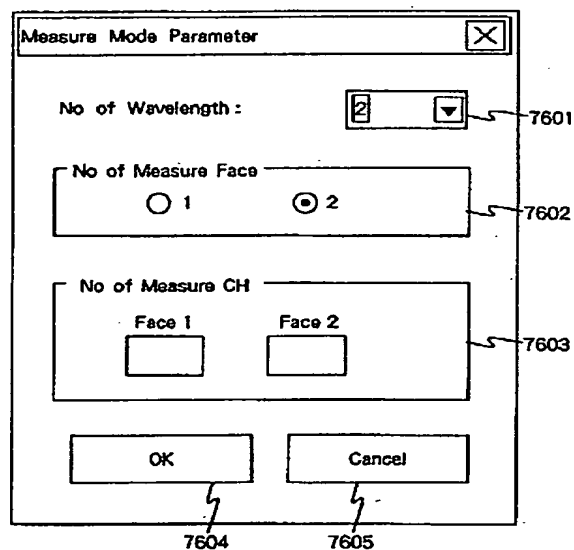 Measure Mode Parameter
No of Wavelength :
2
7601
No of Measure Face
1
2
7602
No of Measure CH
Face 1
Face 2
7603
OK
Cancel
7604
7605